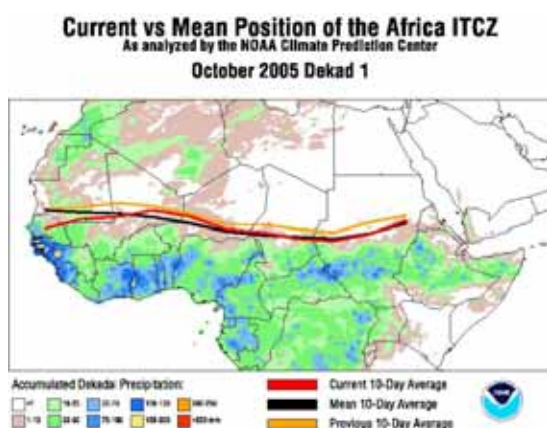 Current vs Mean Position of the Africa ITCZ
As analyzed by the NOAA Climate Prediction Center
October 2005 Dekad 1
Accumulated Dekadal Precipitation:
Current 10-Day Average
Mean 10-Day Average
Previous 10-Day Average